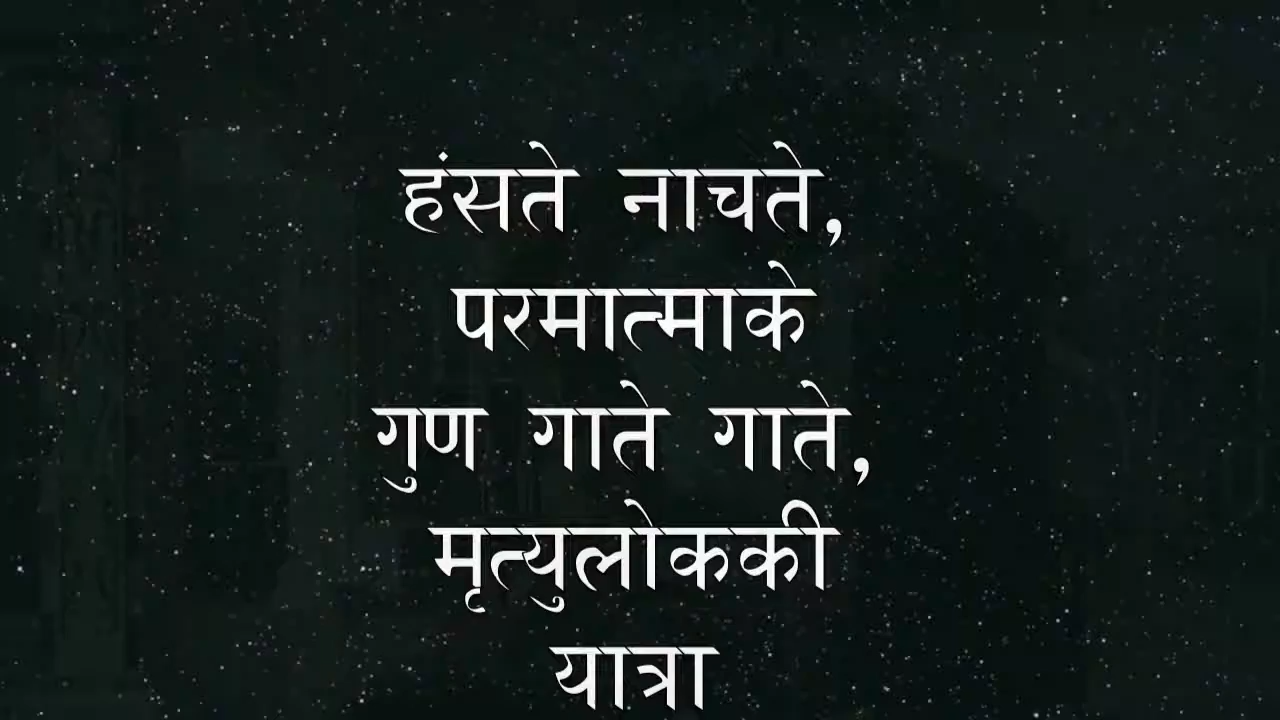 हंसते नाचते,
परमात्माके
गुण गाते गाते,
मृत्युलोककी
यात्रा